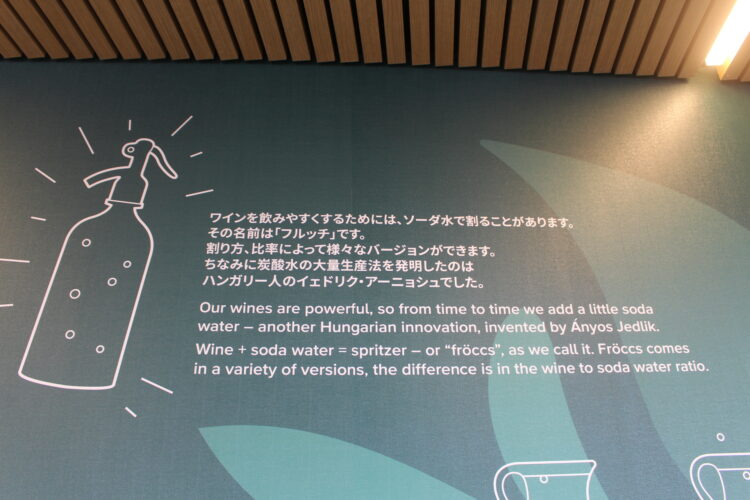 ワインを飲みやすくするためには、ソーダ水で割ることがあります。
その名前は「フルッチ」です。
割り方、比率によって様々なバージョンができます。
ちなみに炭酸水の大量生産法を発明したのは
ハンガリー人のイェドリク・アーニョシュでした。
Our wines are powerful, so from time to time we add a little soda
water – another Hungarian innovation, invented by Ányos Jedlik.
Wine + soda water = spritzer – or “fröccs”, as we call it. Fröccs comes
in a variety of versions, the difference is in the wine to soda water ratio.